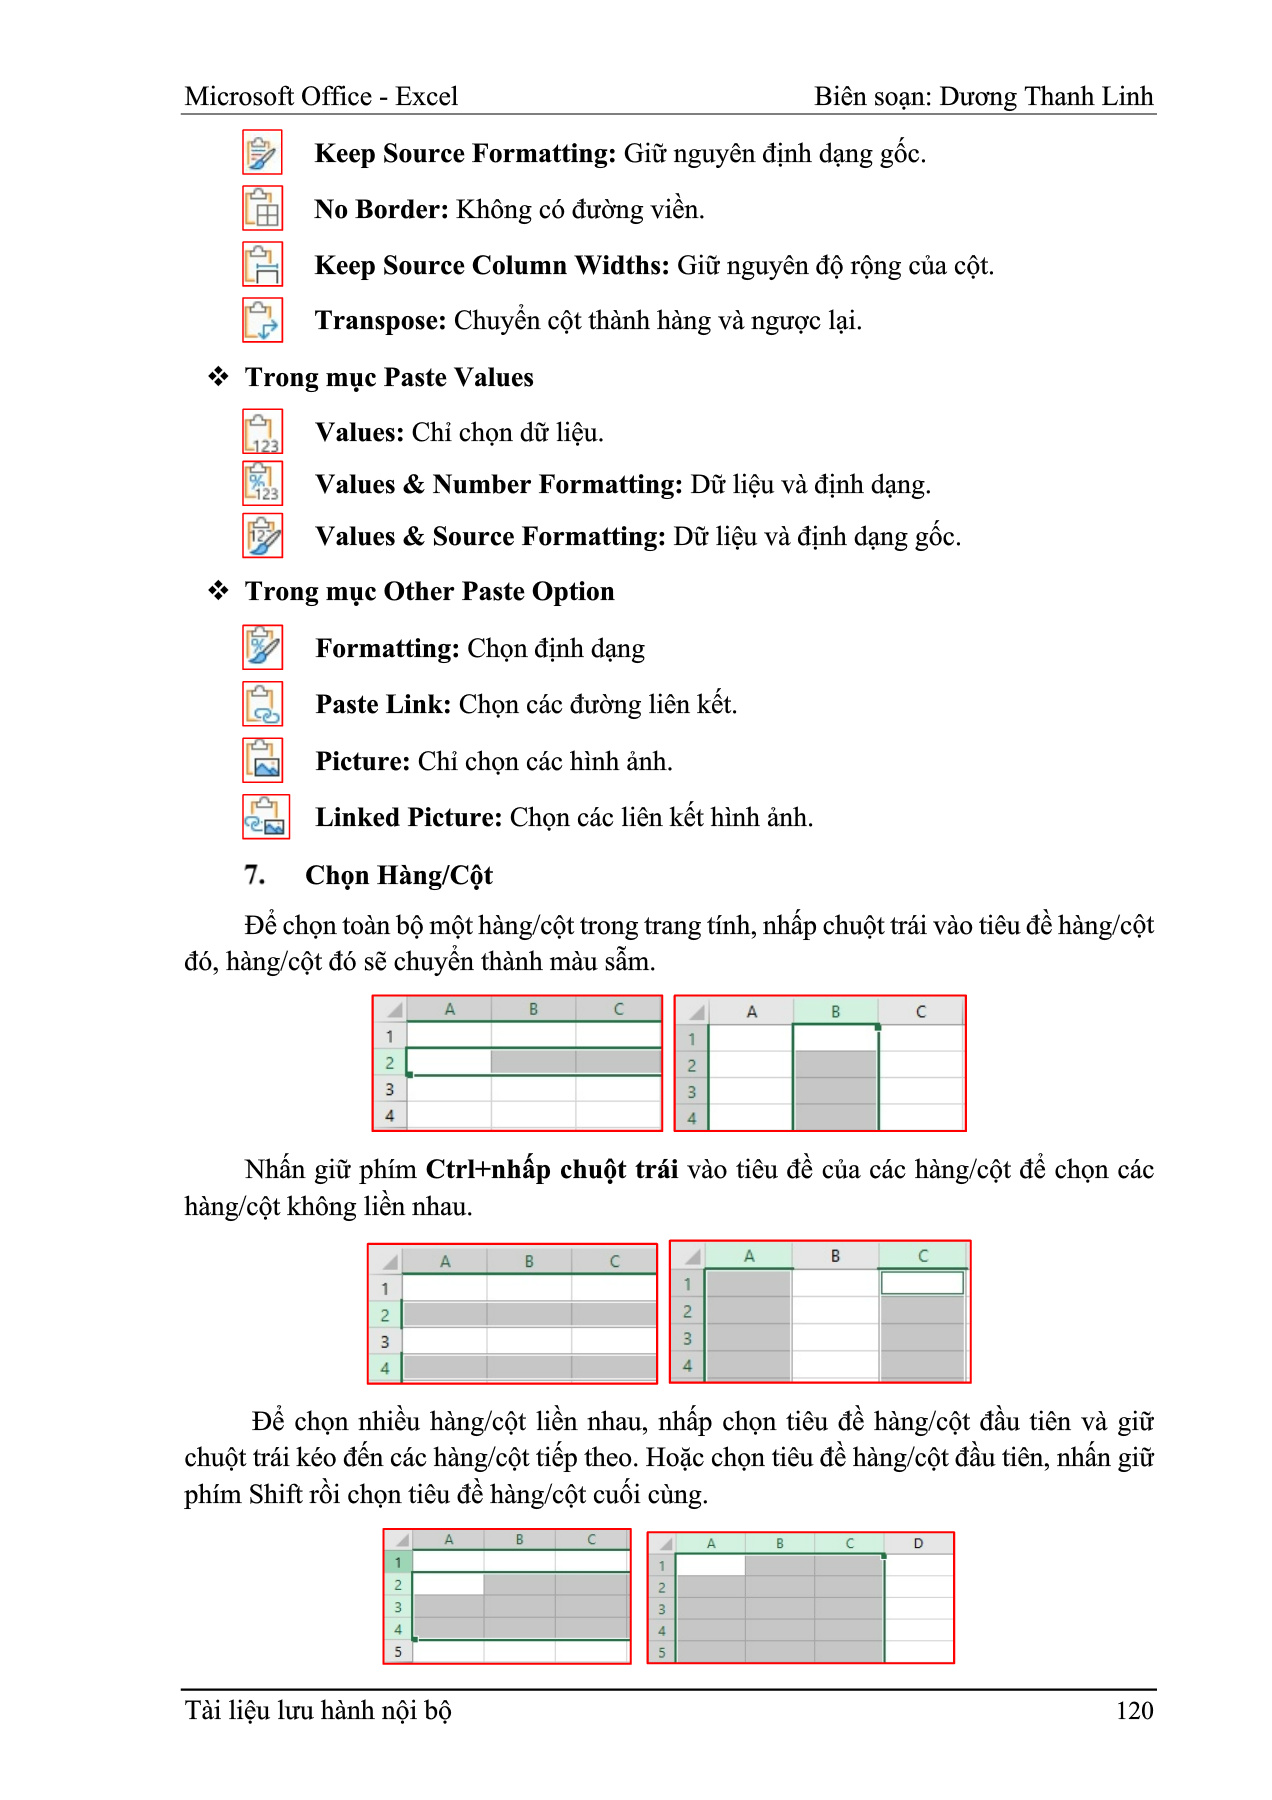 Microsoft Office - Excel Biên soạn: Dương Thanh Linh
Keep Source Formatting: Giữ nguyên định dạng gốc.
No Border: Không có đường viền.
Keep Source Column Widths: Giữ nguyên độ rộng của cột.
Transpose: Chuyển cột thành hàng và ngược lại.
❖ Trong mục Paste Values
123 Values: Chỉ chọn dữ liệu.
%123 Values & Number Formatting: Dữ liệu và định dạng.
12 Values & Source Formatting: Dữ liệu và định dạng gốc.
❖ Trong mục Other Paste Option
% Formatting: Chọn định dạng
Paste Link: Chọn các đường liên kết.
Picture: Chỉ chọn các hình ảnh.
Linked Picture: Chọn các liên kết hình ảnh.
7. Chọn Hàng/Cột
Để chọn toàn bộ một hàng/cột trong trang tính, nhấp chuột trái vào tiêu đề hàng/cột
đó, hàng/cột đó sẽ chuyển thành màu sẫm.
A B C
1
2
3
4
A B C
1
2
3
4
Nhấn giữ phím Ctrl+nhấp chuột trái vào tiêu đề của các hàng/cột để chọn các
hàng/cột không liền nhau.
A B C
1
2
3
4
A B C
1
2
3
4
Để chọn nhiều hàng/cột liền nhau, nhấp chọn tiêu đề hàng/cột đầu tiên và giữ
chuột trái kéo đến các hàng/cột tiếp theo. Hoặc chọn tiêu đề hàng/cột đầu tiên, nhấn giữ
phím Shift rồi chọn tiêu đề hàng/cột cuối cùng.
A B C
1
2
3
4
5
A B C D
1
2
3
4
5
Tài liệu lưu hành nội bộ 120